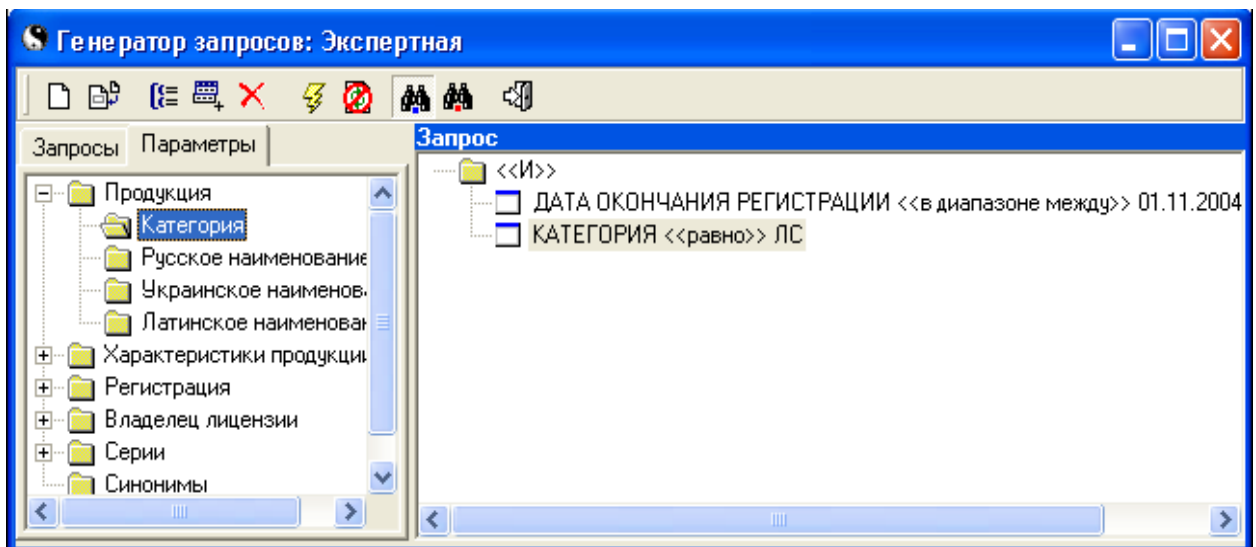 Генератор запросов: Экспертная
Запросы Параметры
Продукция
Категория
Русское наименование
Украинское наименов
Латинское наименован
Характеристики продукции
Регистрация
Владелец лицензии
Серии
Синонимы
Запрос
<<И>>
ДАТА ОКОНЧАНИЯ РЕГИСТРАЦИИ <<в диапазоне между>> 01.11.2004
КАТЕГОРИЯ <<равно>> ЛС